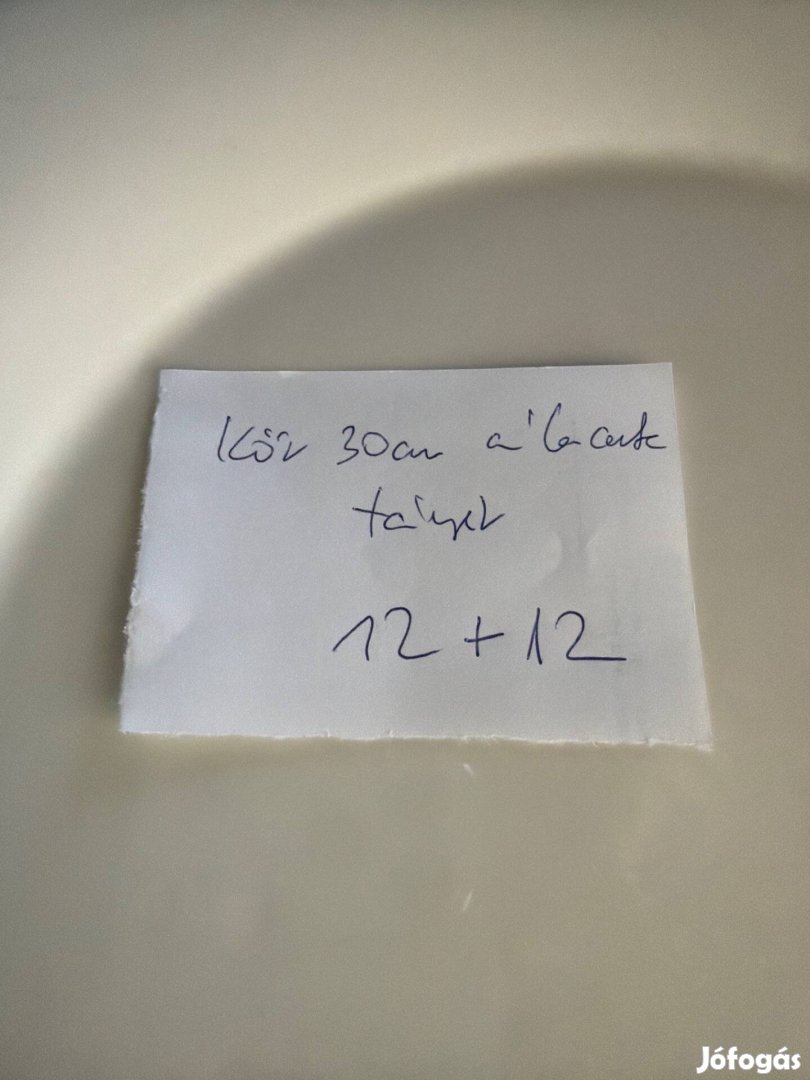 Kör 30cm a' la carte
tányér
12 + 12
Jófogás